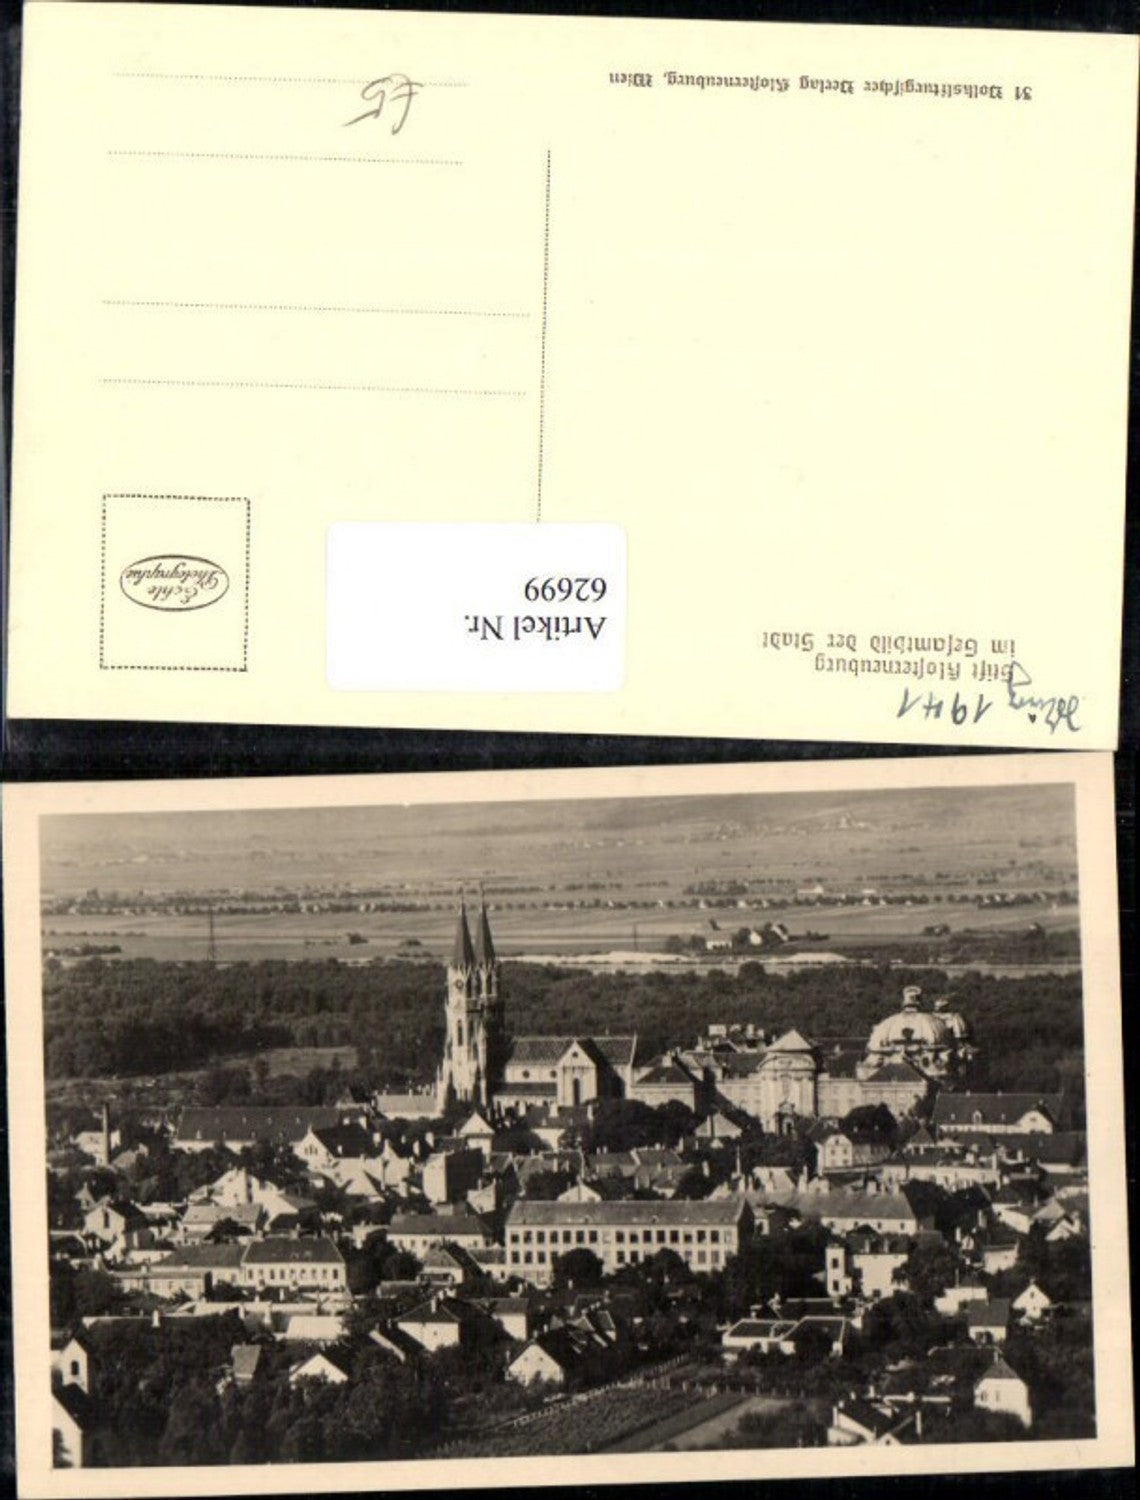 1941
Stift Klosterneuburg
im Gesamtbild der Stadt
Artikel Nr.
62699
Echte
Photographie
31 Volksliturgischer Verlag Klosterneuburg, Wien